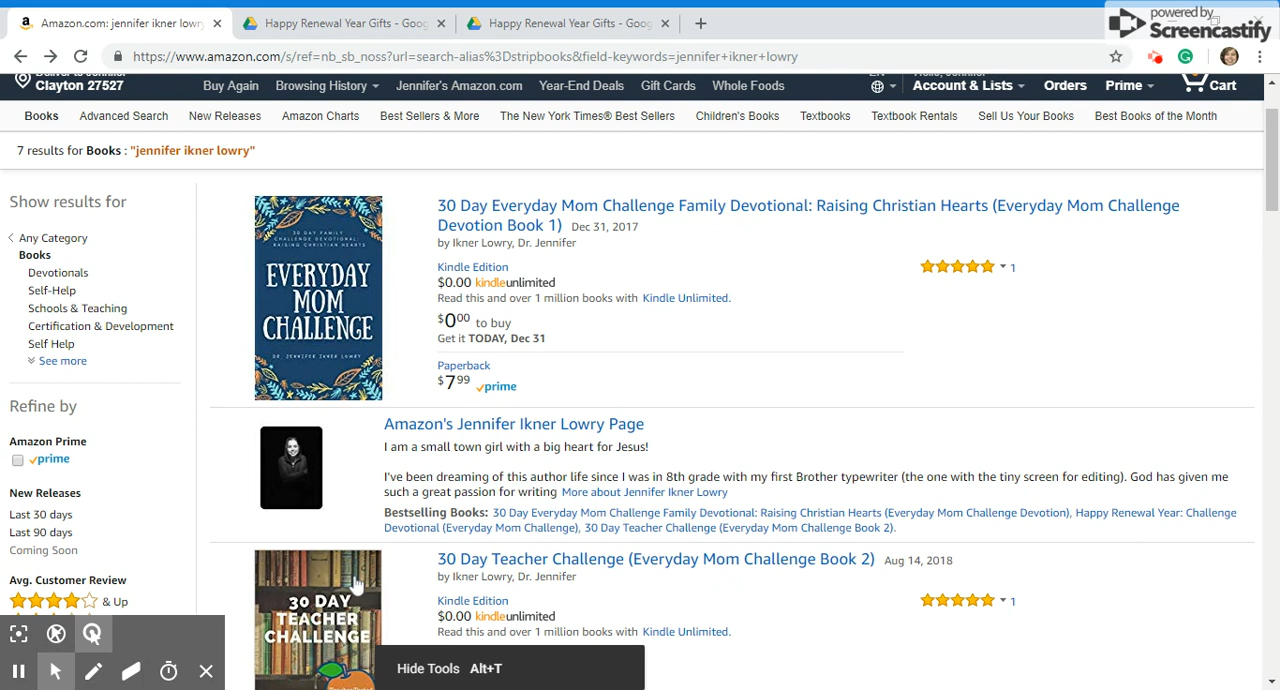 Amazon.com: jennifer ikner lowry
Happy Renewal Year Gifts - Goog
Happy Renewal Year Gifts - Goog
powered by
Screencastify
https://www.amazon.com/s/ref=nb_sb_noss?url=search-alias%3Dstripbooks&field-keywords=jennifer+ikner+lowry
Deliver to Jennifer
Clayton 27527
Buy Again
Browsing History
Jennifer's Amazon.com
Year-End Deals
Gift Cards
Whole Foods
EN
Hello, Jennifer
Account & Lists
Orders
Prime
Cart
Books
Advanced Search
New Releases
Amazon Charts
Best Sellers & More
The New York Times® Best Sellers
Children's Books
Textbooks
Textbook Rentals
Sell Us Your Books
Best Books of the Month
7 results for Books : "jennifer ikner lowry"
Show results for
Any Category
Books
Devotionals
Self-Help
Schools & Teaching
Certification & Development
Self Help
See more
Refine by
Amazon Prime
prime
New Releases
Last 30 days
Last 90 days
Coming Soon
Avg. Customer Review
& Up
30 DAY FAMILY
CHALLENGE DEVOTIONAL:
RAISING CHRISTIAN HEARTS
EVERYDAY
MOM
CHALLENGE
DR. JENNIFER IKNER LOWRY
30 Day Everyday Mom Challenge Family Devotional: Raising Christian Hearts (Everyday Mom Challenge
Devotion Book 1) Dec 31, 2017
by Ikner Lowry, Dr. Jennifer
Kindle Edition
$0.00 kindleunlimited
Read this and over 1 million books with Kindle Unlimited.
$0 00 to buy
Get it TODAY, Dec 31
Paperback
$7 99 prime
1
Amazon's Jennifer Ikner Lowry Page
I am a small town girl with a big heart for Jesus!
I've been dreaming of this author life since I was in 8th grade with my first Brother typewriter (the one with the tiny screen for editing). God has given me
such a great passion for writing More about Jennifer Ikner Lowry
Bestselling Books: 30 Day Everyday Mom Challenge Family Devotional: Raising Christian Hearts (Everyday Mom Challenge Devotion), Happy Renewal Year: Challenge
Devotional (Everyday Mom Challenge), 30 Day Teacher Challenge (Everyday Mom Challenge Book 2).
30 DAY
TEACHER
CHALLENGE
30 Day Teacher Challenge (Everyday Mom Challenge Book 2) Aug 14, 2018
by Ikner Lowry, Dr. Jennifer
Kindle Edition
$0.00 kindleunlimited
Read this and over 1 million books with Kindle Unlimited.
1
Hide Tools Alt+T